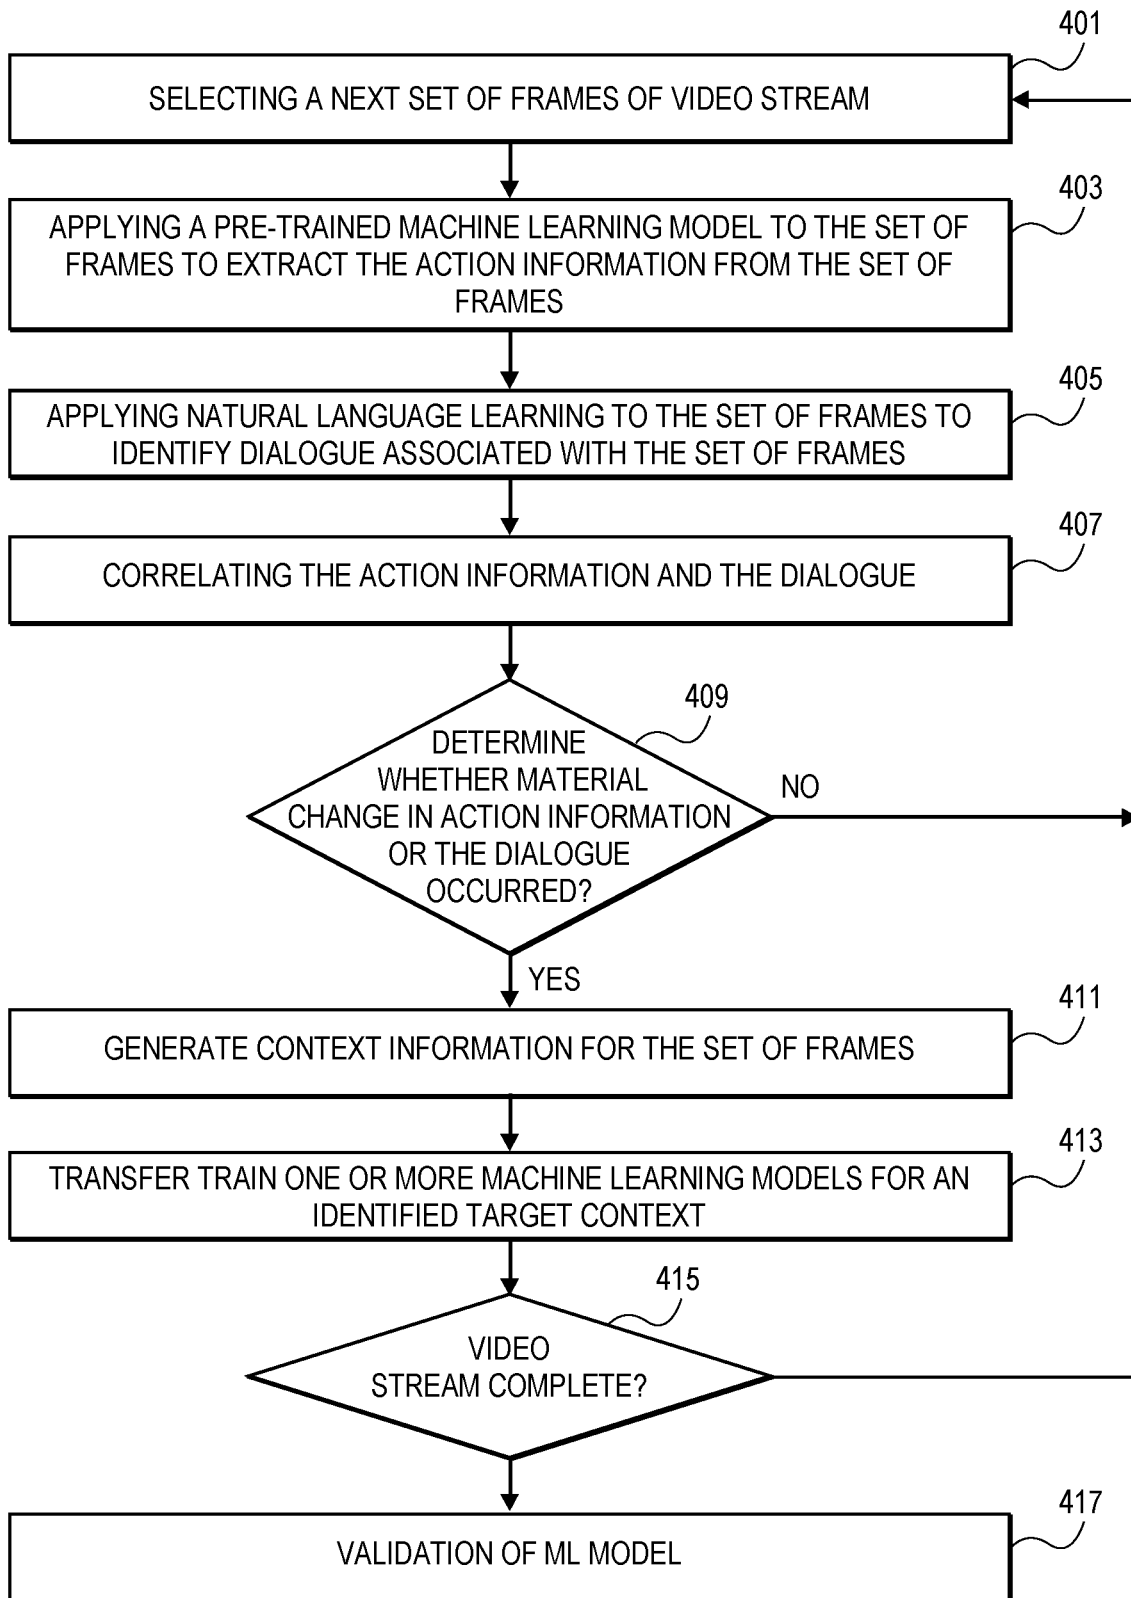 401
SELECTING A NEXT SET OF FRAMES OF VIDEO STREAM
403
APPLYING A PRE-TRAINED MACHINE LEARNING MODEL TO THE SET OF
FRAMES TO EXTRACT THE ACTION INFORMATION FROM THE SET OF
FRAMES
405
APPLYING NATURAL LANGUAGE LEARNING TO THE SET OF FRAMES TO
IDENTIFY DIALOGUE ASSOCIATED WITH THE SET OF FRAMES
407
CORRELATING THE ACTION INFORMATION AND THE DIALOGUE
409
DETERMINE
WHETHER MATERIAL
CHANGE IN ACTION INFORMATION
OR THE DIALOGUE
OCCURRED?
NO
YES
411
GENERATE CONTEXT INFORMATION FOR THE SET OF FRAMES
413
TRANSFER TRAIN ONE OR MORE MACHINE LEARNING MODELS FOR AN
IDENTIFIED TARGET CONTEXT
415
VIDEO
STREAM COMPLETE?
417
VALIDATION OF ML MODEL